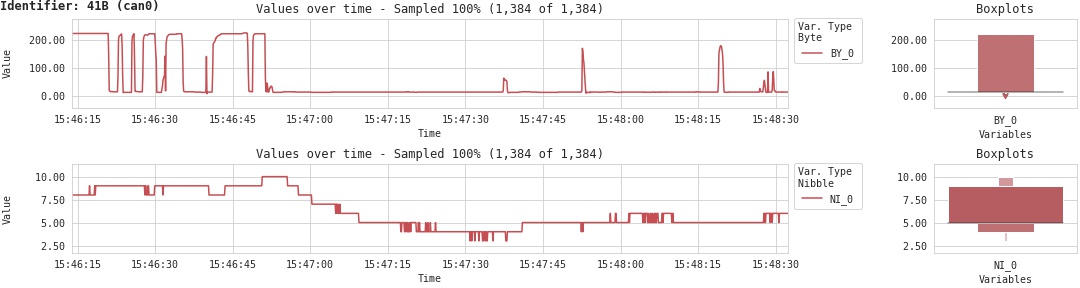 Identifier: 41B (can0)
Values over time - Sampled 100% (1,384 of 1,384)
Boxplots
Var. Type
Byte
BY_0
Value
200.00
100.00
0.00
15:46:15 15:46:30 15:46:45 15:47:00 15:47:15 15:47:30 15:47:45 15:48:00 15:48:15 15:48:30
Time
200.00
100.00
0.00
BY_0
Variables
Values over time - Sampled 100% (1,384 of 1,384)
Boxplots
Var. Type
Nibble
NI_0
Value
10.00
7.50
5.00
2.50
15:46:15 15:46:30 15:46:45 15:47:00 15:47:15 15:47:30 15:47:45 15:48:00 15:48:15 15:48:30
Time
10.00
7.50
5.00
2.50
NI_0
Variables